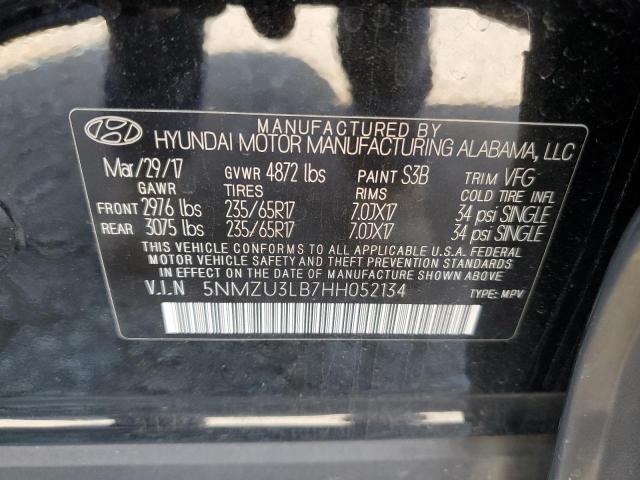 MANUFACTURED BY
HYUNDAI MOTOR MANUFACTURING ALABAMA, LLC
Mar/29/17 GVWR 4872 lbs PAINT S3B TRIM VFG
GAWR TIRES RIMS COLD TIRE INFL
FRONT 2976 lbs 235/65R17 7.0JX17 34 psi SINGLE
REAR 3075 lbs 235/65R17 7.0JX17 34 psi SINGLE
THIS VEHICLE CONFORMS TO ALL APPLICABLE U.S.A. FEDERAL
MOTOR VEHICLE SAFETY AND THEFT PREVENTION STANDARDS
IN EFFECT ON THE DATE OF MANUFACTURE SHOWN ABOVE.
V.I.N 5NMZU3LB7HH052134 TYPE: MPV